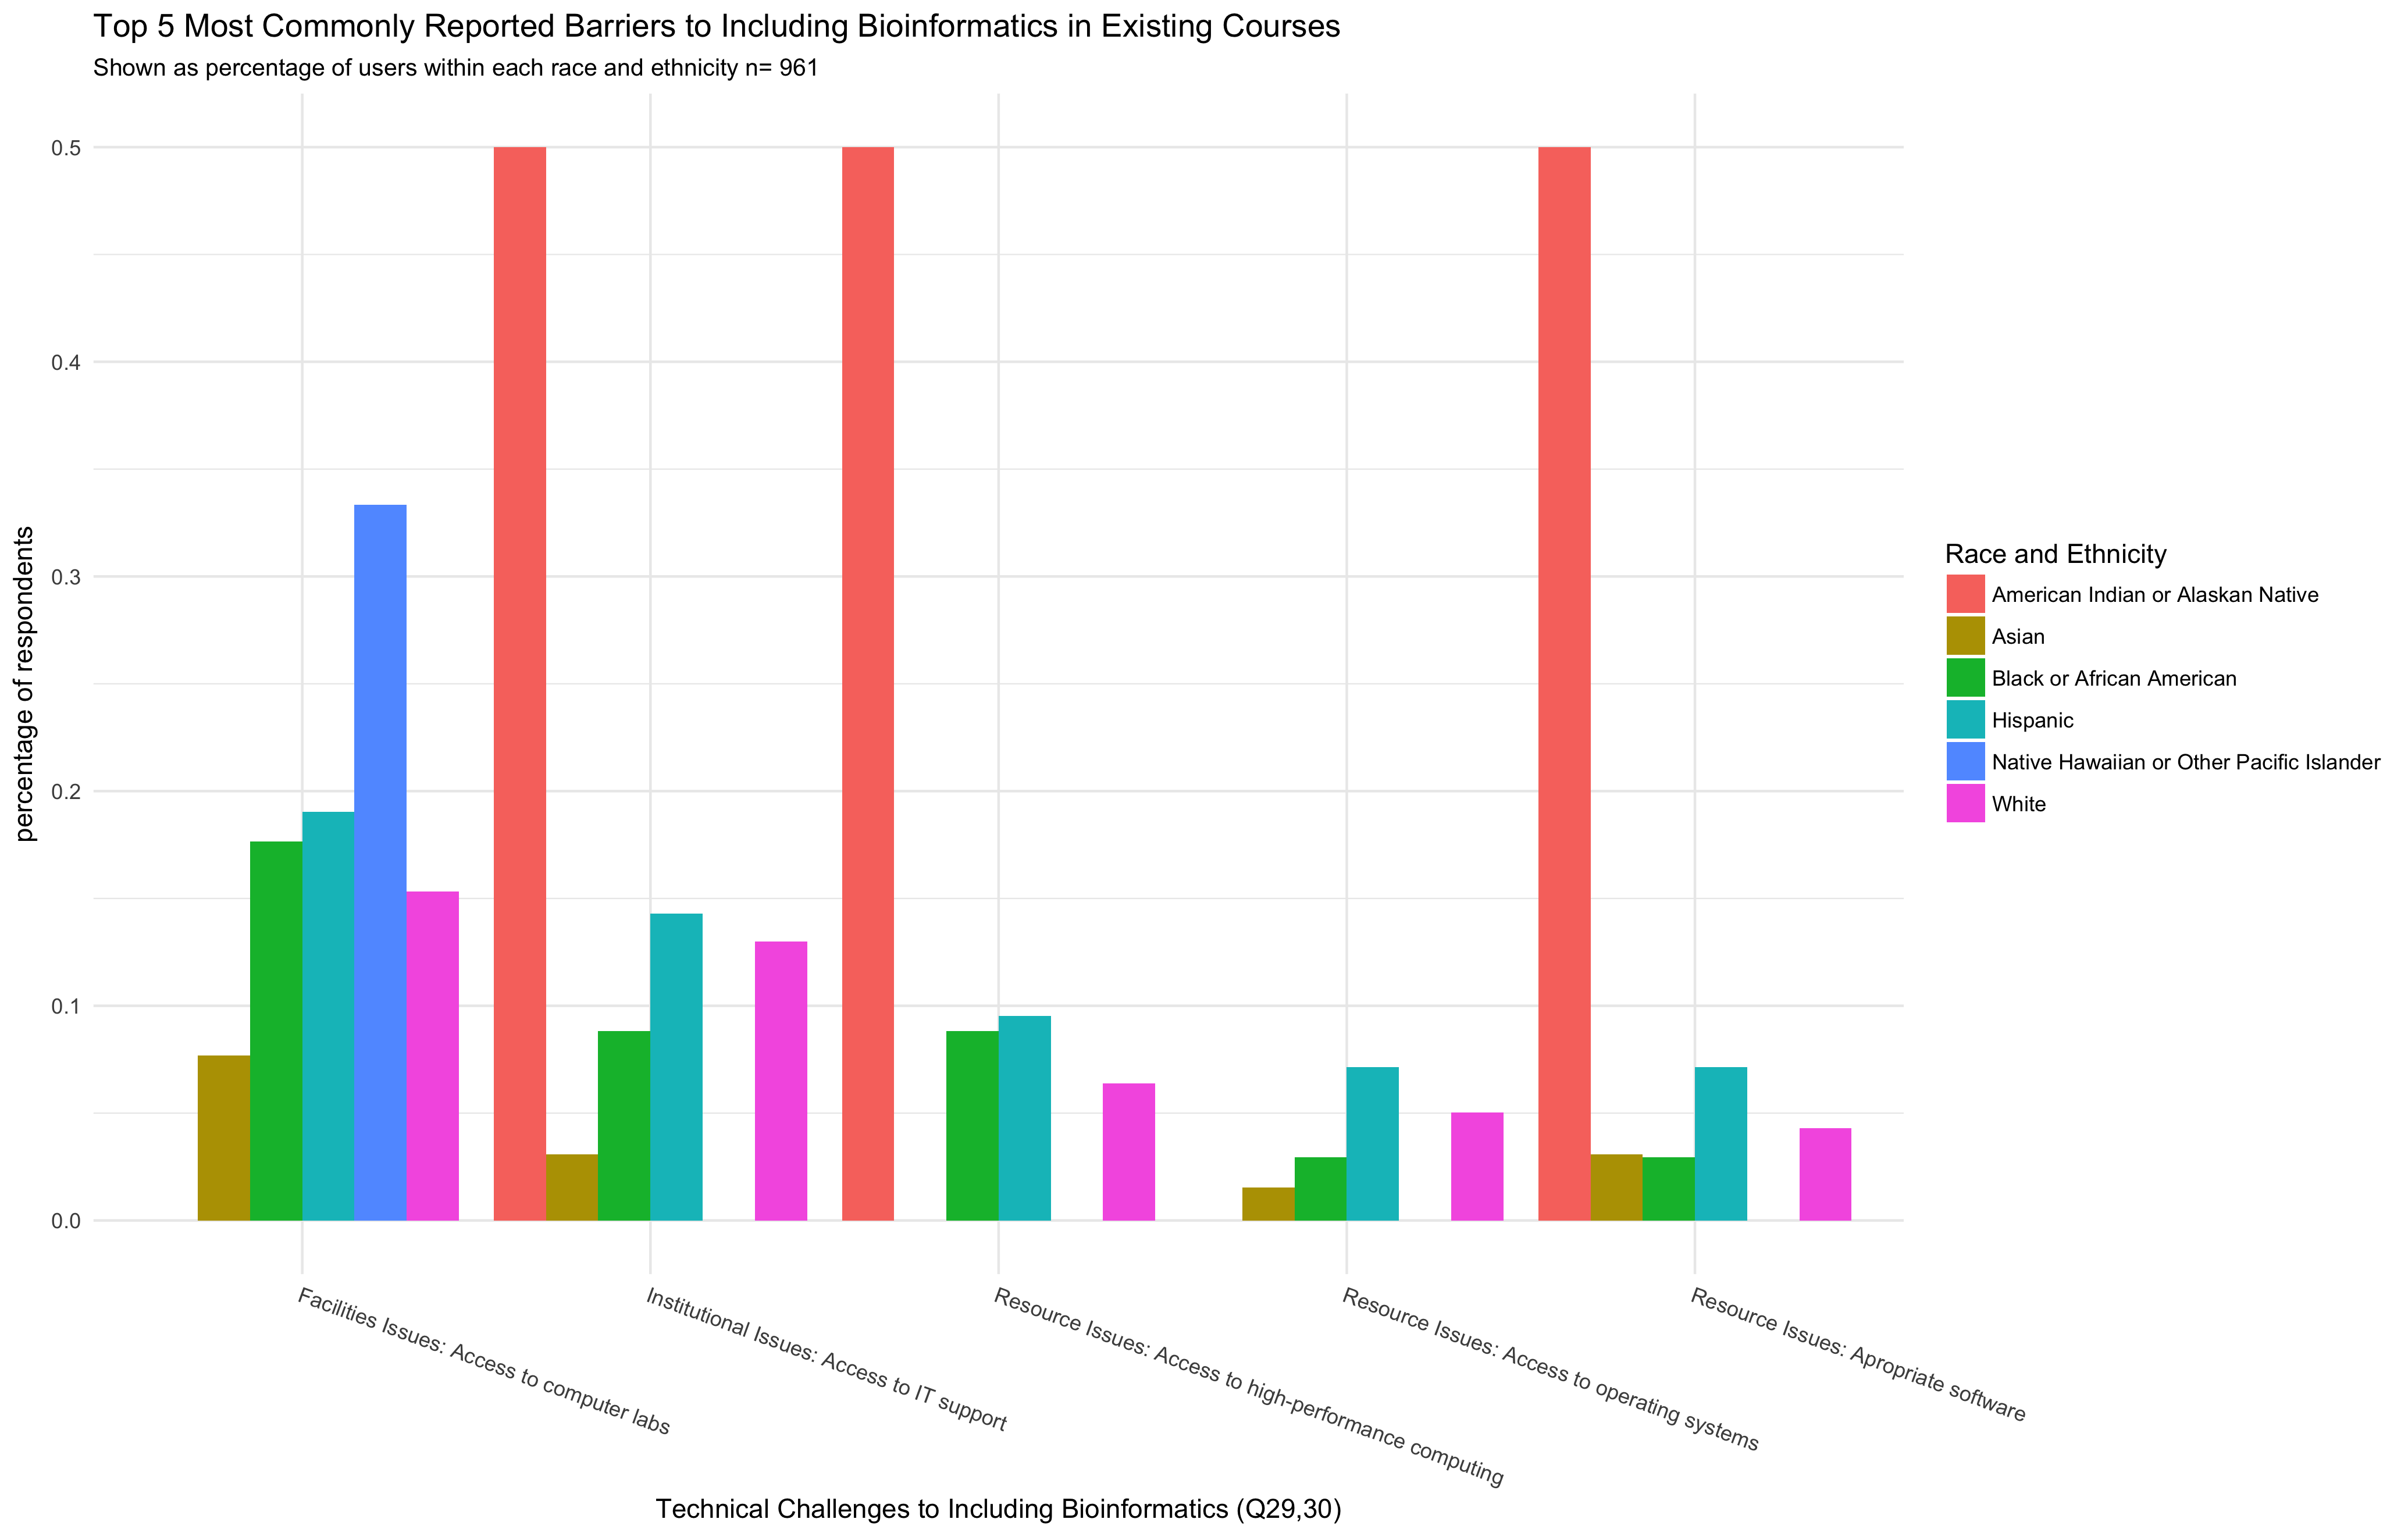 Top 5 Most Commonly Reported Barriers to Including Bioinformatics in Existing Courses
Shown as percentage of users within each race and ethnicity n= 961
percentage of respondents
0.5
0.4
0.3
0.2
0.1
0.0
Facilities Issues: Access to computer labs
Institutional Issues: Access to IT support
Resource Issues: Access to high-performance computing
Resource Issues: Access to operating systems
Resource Issues: Apropriate software
Technical Challenges to Including Bioinformatics (Q29,30)
Race and Ethnicity
American Indian or Alaskan Native
Asian
Black or African American
Hispanic
Native Hawaiian or Other Pacific Islander
White